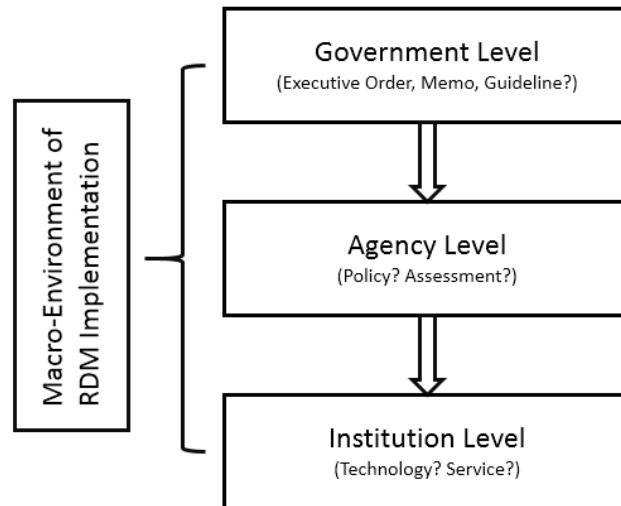 Macro-Environment of
RDM Implementation
Government Level
(Executive Order, Memo, Guideline?)
Agency Level
(Policy? Assessment?)
Institution Level
(Technology? Service?)